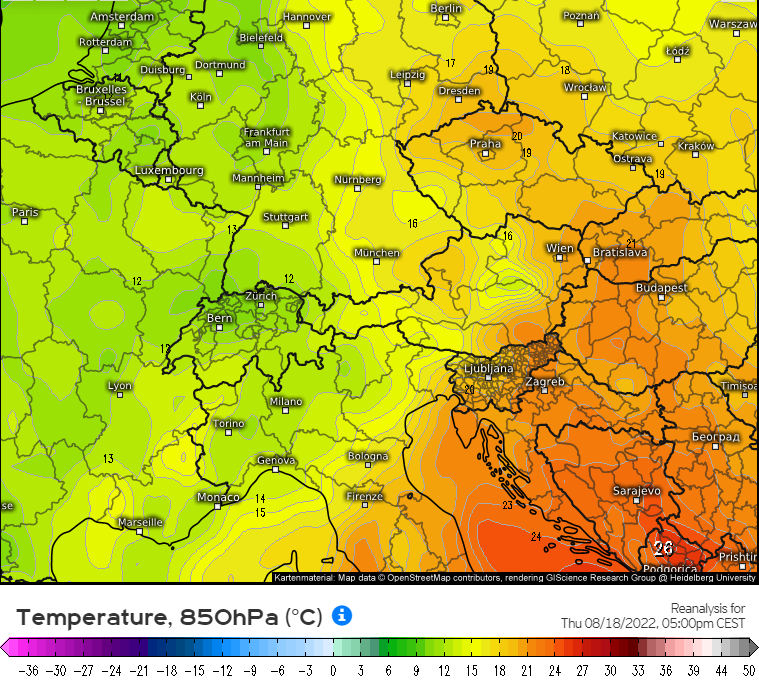 Amsterdam
Hannover
Berlin
Poznań
Warszaw
Rotterdam
Bielefeld
Łódź
Duisburg
Dortmund
17
19
18
Leipzig
Bruxelles
- Brussel
Köln
Dresden
Wrocław
Frankfurt
am Main
20
Praha
19
Katowice
Kraków
Ostrava
Luxembourg
Mannheim
Nürnberg
19
Paris
Stuttgart
13
16
16
21
München
Wien
Bratislava
12
12
Budapest
Zürich
Bern
13
Ljubljana
20
Zagreb
Lyon
Timișoa
Milano
Torino
Београд
13
Genova
Bologna
Monaco
14
15
Firenze
Sarajevo
se
23
Marseille
24
26
Prishtin
Podgorica
Kartenmaterial: Map data © OpenStreetMap contributors, rendering GIScience Research Group @ Heidelberg University
Temperature, 850hPa (°C) i
Reanalysis for
Thu 08/18/2022, 05:00pm CEST
-36 -30 -27 -24 -21 -18 -15 -12 -9 -6 -3 0 3 6 9 12 15 18 21 24 27 30 33 36 39 44 50